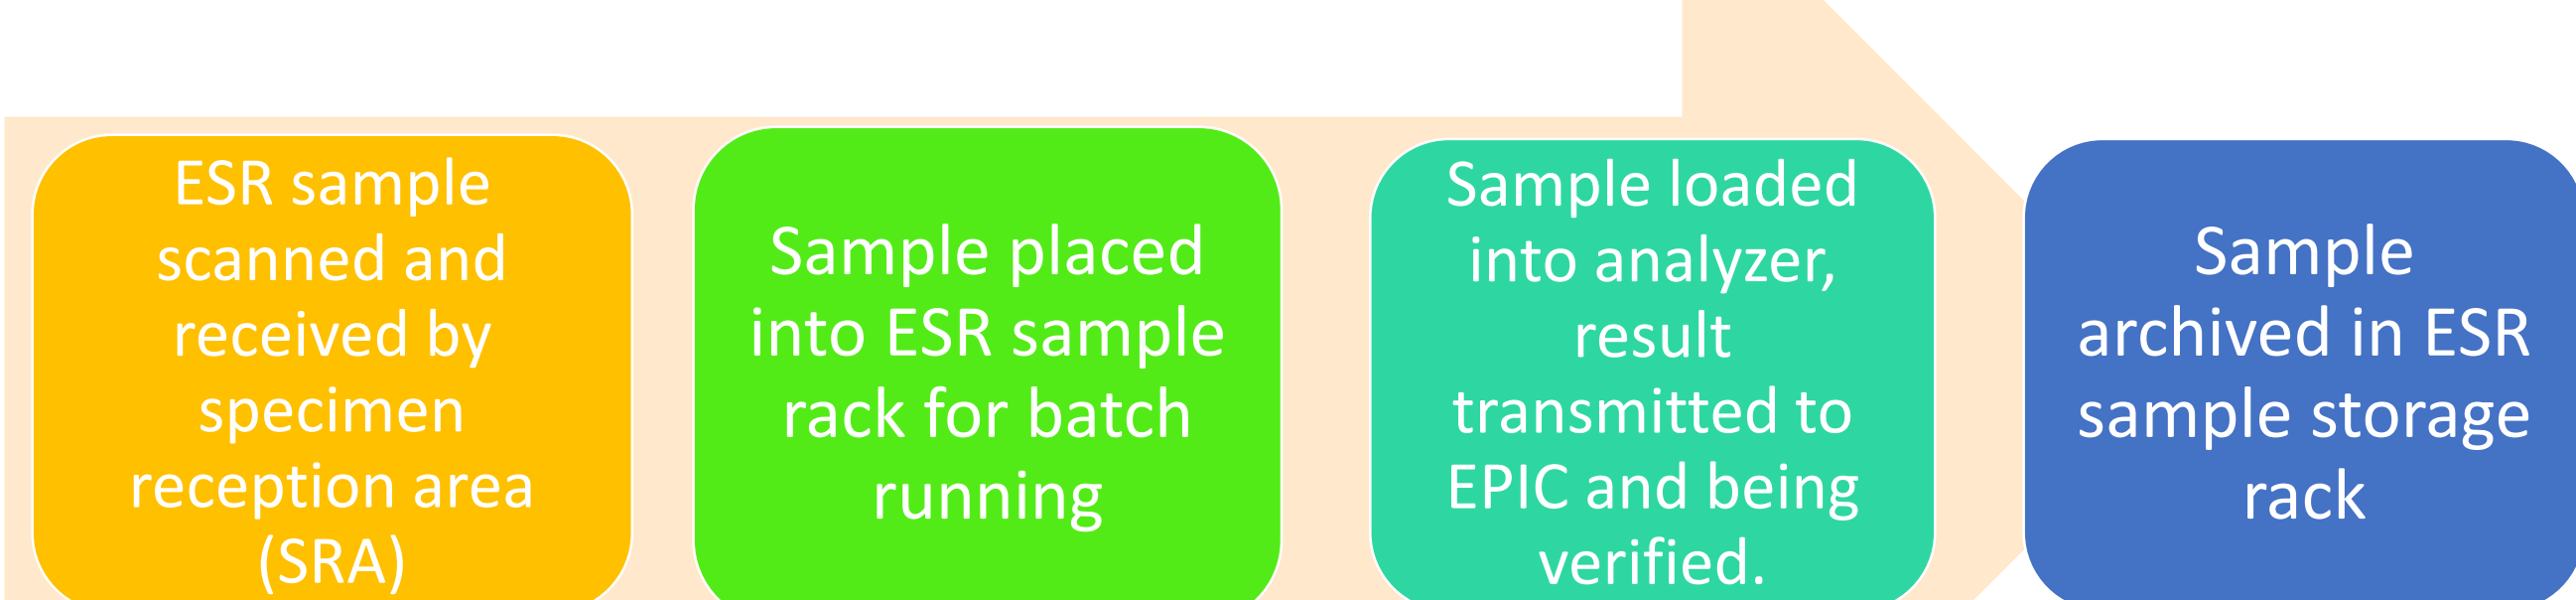 ESR sample
scanned and
received by
specimen
reception area
(SRA)
Sample placed
into ESR sample
rack for batch
running
Sample loaded
into analyzer,
result
transmitted to
EPIC and being
verified.
Sample
archived in ESR
sample storage
rack